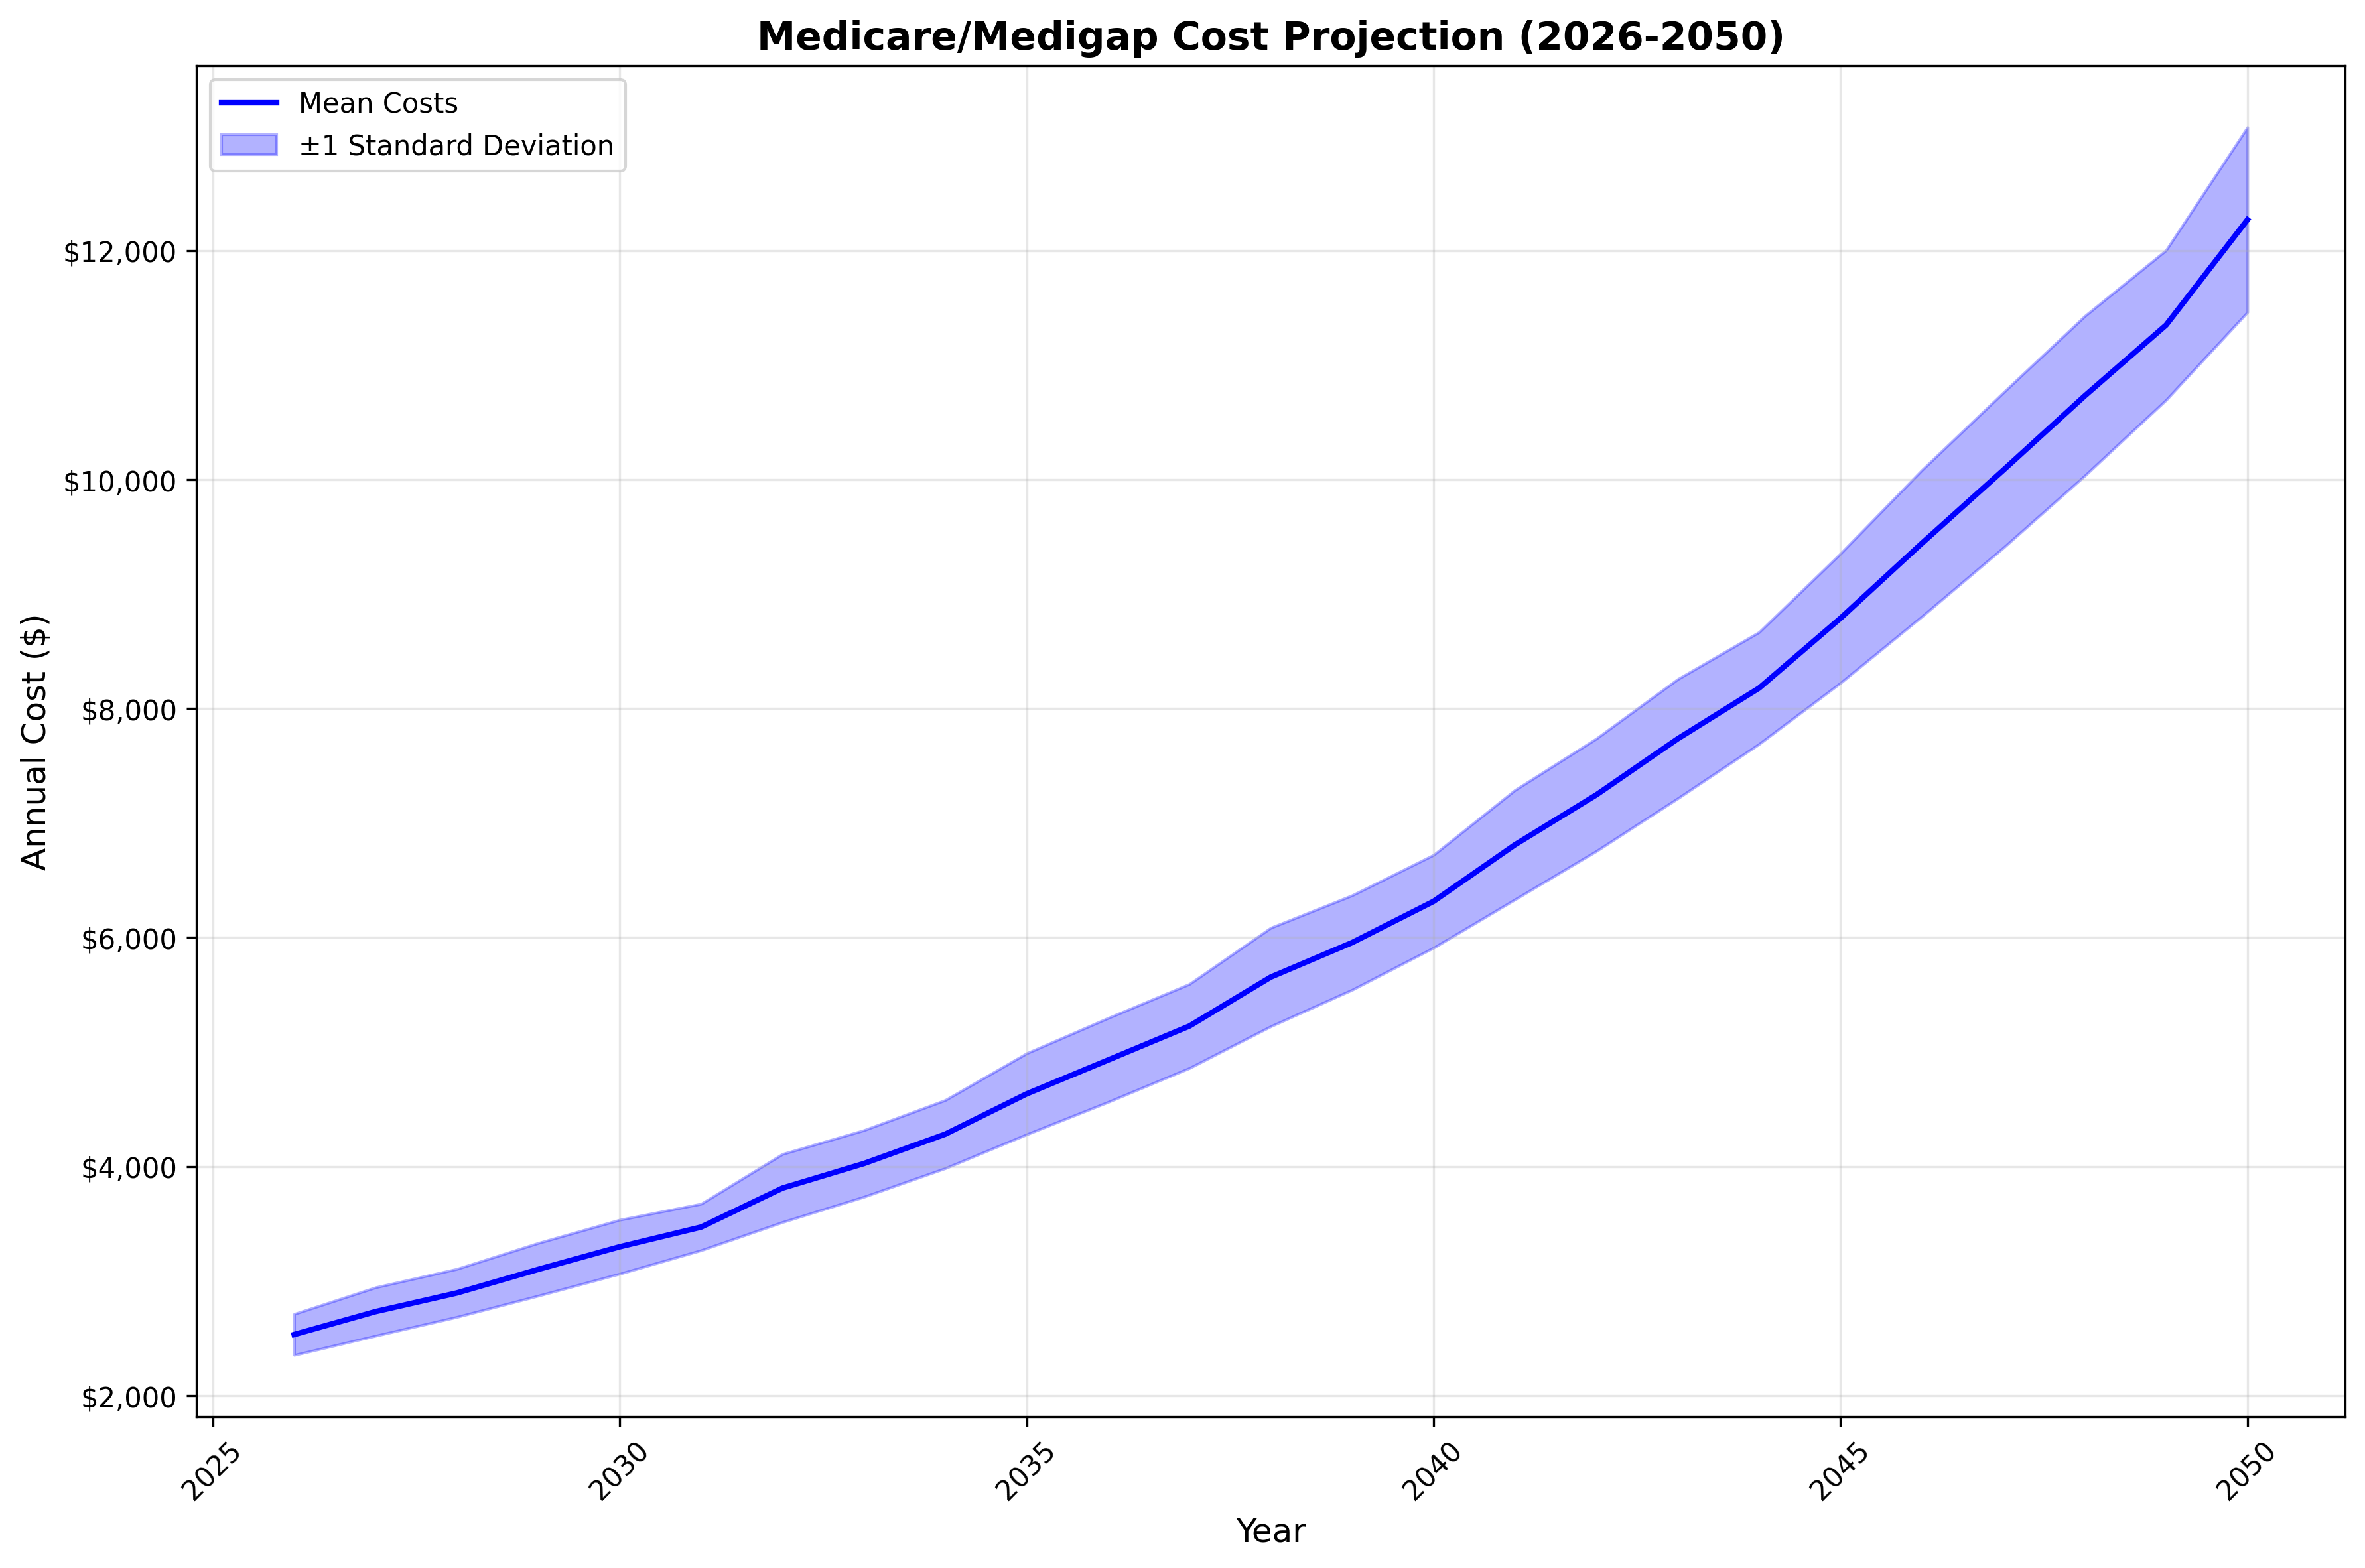 Medicare/Medigap Cost Projection (2026-2050)
Mean Costs
±1 Standard Deviation
$12,000
$10,000
$8,000
$6,000
$4,000
$2,000
Annual Cost ($)
2025
2030
2035
2040
2045
2050
Year